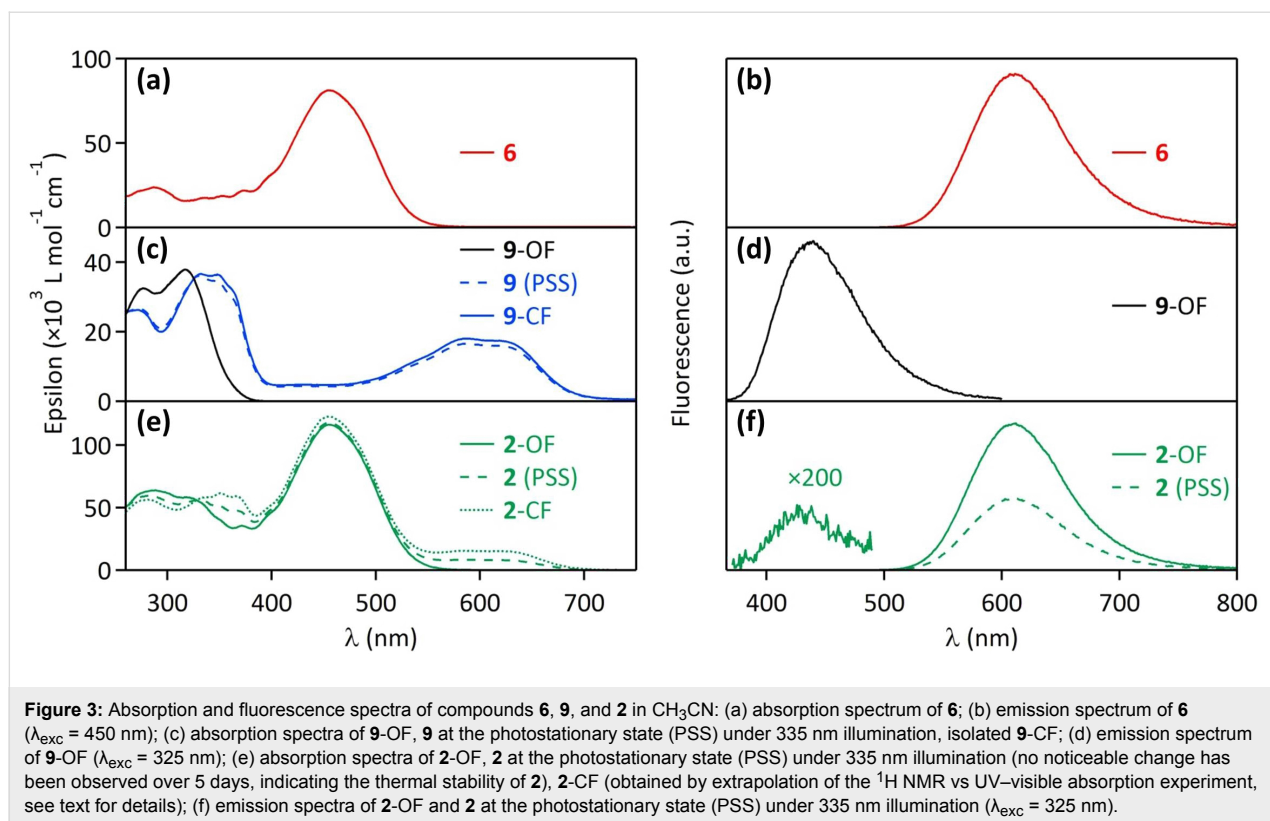 Epsilon (×10³ L mol⁻¹ cm⁻¹)
(a)
100
50
0
6
(c)
40
20
0
9-OF
9 (PSS)
9-CF
(e)
100
50
0
2-OF
2 (PSS)
2-CF
300 400 500 600 700
λ (nm)
Fluorescence (a.u.)
(b)
6
(d)
9-OF
(f)
×200
2-OF
2 (PSS)
400 500 600 700 800
λ (nm)
Figure 3: Absorption and fluorescence spectra of compounds 6, 9, and 2 in CH₃CN: (a) absorption spectrum of 6; (b) emission spectrum of 6
(λexc = 450 nm); (c) absorption spectra of 9-OF, 9 at the photostationary state (PSS) under 335 nm illumination, isolated 9-CF; (d) emission spectrum
of 9-OF (λexc = 325 nm); (e) absorption spectra of 2-OF, 2 at the photostationary state (PSS) under 335 nm illumination (no noticeable change has
been observed over 5 days, indicating the thermal stability of 2), 2-CF (obtained by extrapolation of the ¹H NMR vs UV–visible absorption experiment,
see text for details); (f) emission spectra of 2-OF and 2 at the photostationary state (PSS) under 335 nm illumination (λexc = 325 nm).